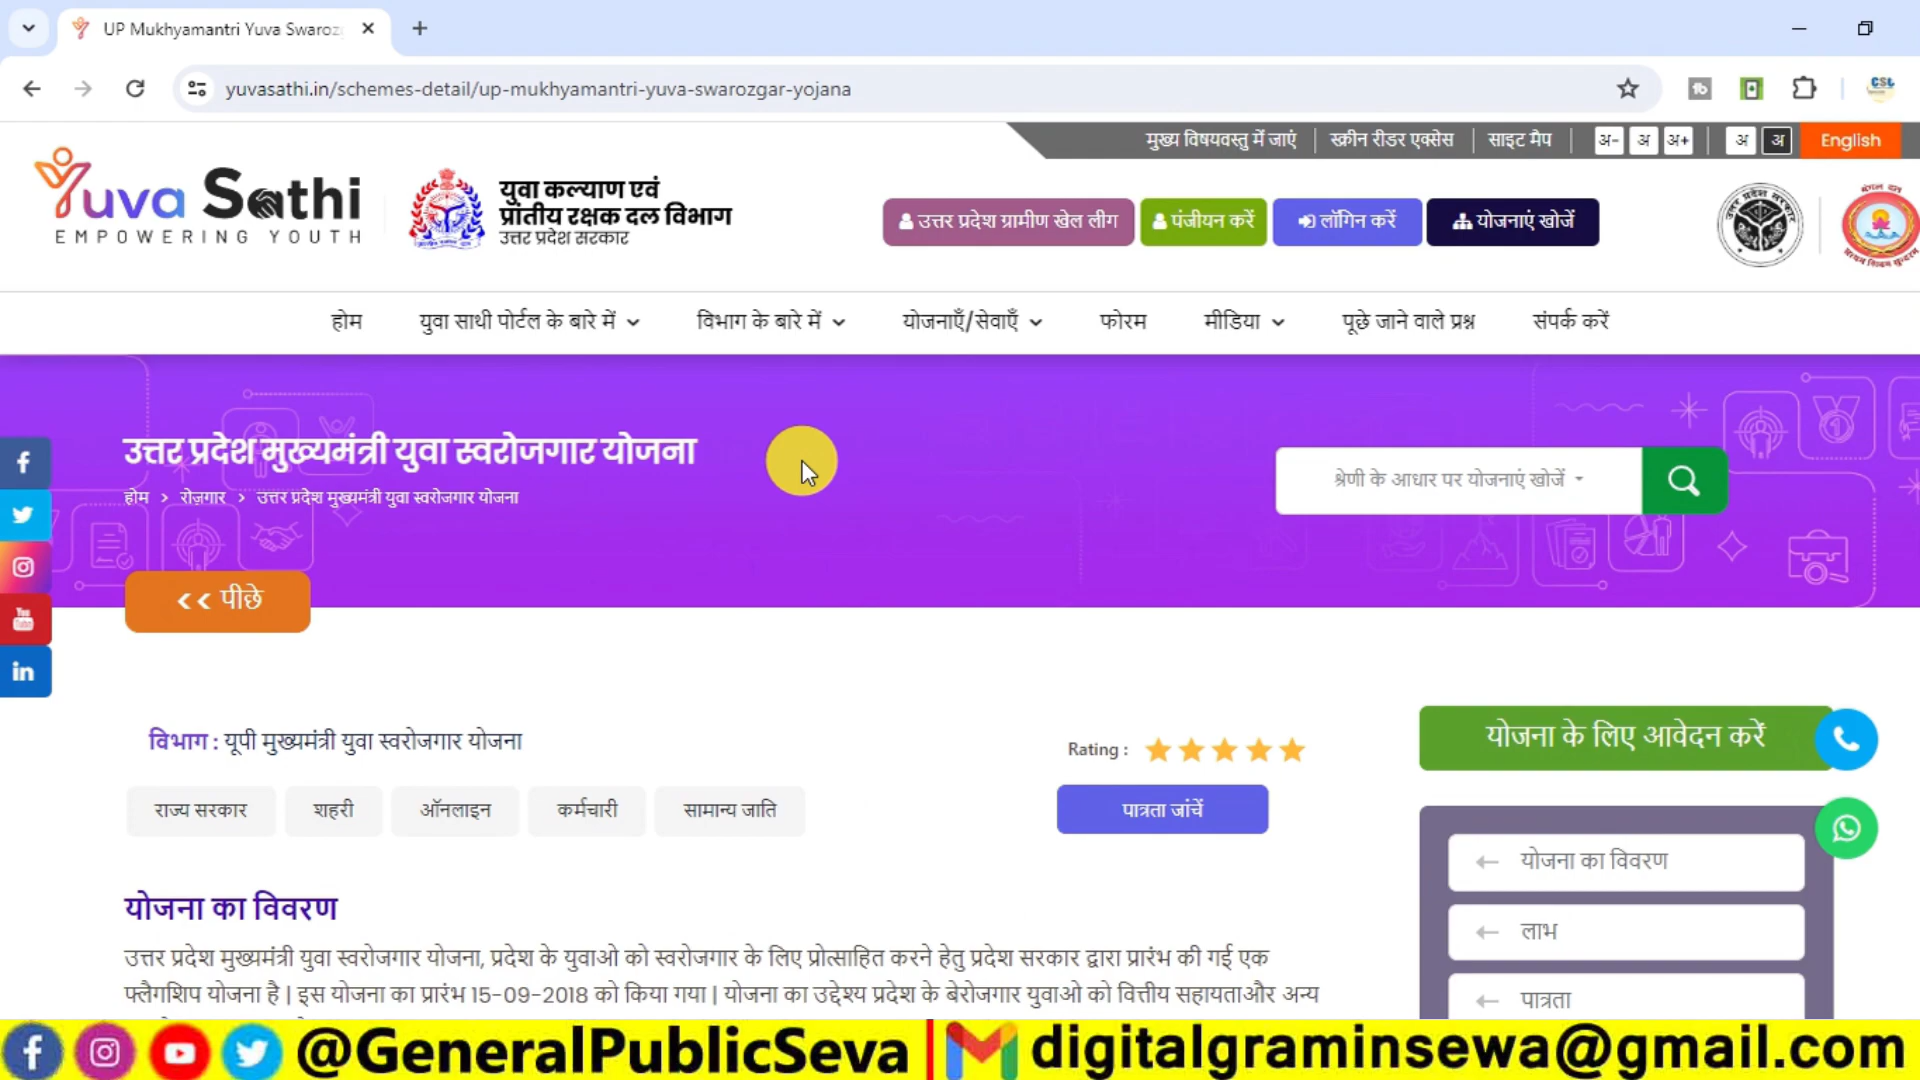 UP Mukhyamantri Yuva Swaroz
yuvasathi.in/schemes-detail/up-mukhyamantri-yuva-swarozgar-yojana
CSC
मुख्य विषयवस्तु में जाएं | स्क्रीन रीडर एक्सेस | साइट मैप | अ- अ अ+ | अ अ English
Yuva Sathi
EMPOWERING YOUTH
युवा कल्याण एवं
प्रांतीय रक्षक दल विभाग
उत्तर प्रदेश सरकार
उत्तर प्रदेश ग्रामीण खेल लीग पंजीयन करें लॉगिन करें योजनाएं खोजें
होम युवा साथी पोर्टल के बारे में विभाग के बारे में योजनाएँ/सेवाएँ फोरम मीडिया पूछे जाने वाले प्रश्न संपर्क करें
उत्तर प्रदेश मुख्यमंत्री युवा स्वरोजगार योजना
होम > रोज़गार > उत्तर प्रदेश मुख्यमंत्री युवा स्वरोजगार योजना
श्रेणी के आधार पर योजनाएं खोजें
<< पीछे
विभाग : यूपी मुख्यमंत्री युवा स्वरोजगार योजना
Rating :
योजना के लिए आवेदन करें
राज्य सरकार शहरी ऑनलाइन कर्मचारी सामान्य जाति
पात्रता जांचें
योजना का विवरण
लाभ
पात्रता
योजना का विवरण
उत्तर प्रदेश मुख्यमंत्री युवा स्वरोजगार योजना, प्रदेश के युवाओ को स्वरोजगार के लिए प्रोत्साहित करने हेतु प्रदेश सरकार द्वारा प्रारंभ की गई एक
फ्लैगशिप योजना है | इस योजना का प्रारंभ 15-09-2018 को किया गया | योजना का उद्देश्य प्रदेश के बेरोजगार युवाओ को वित्तीय सहायताऔर अन्य
@GeneralPublicSeva | digitalgraminsewa@gmail.com